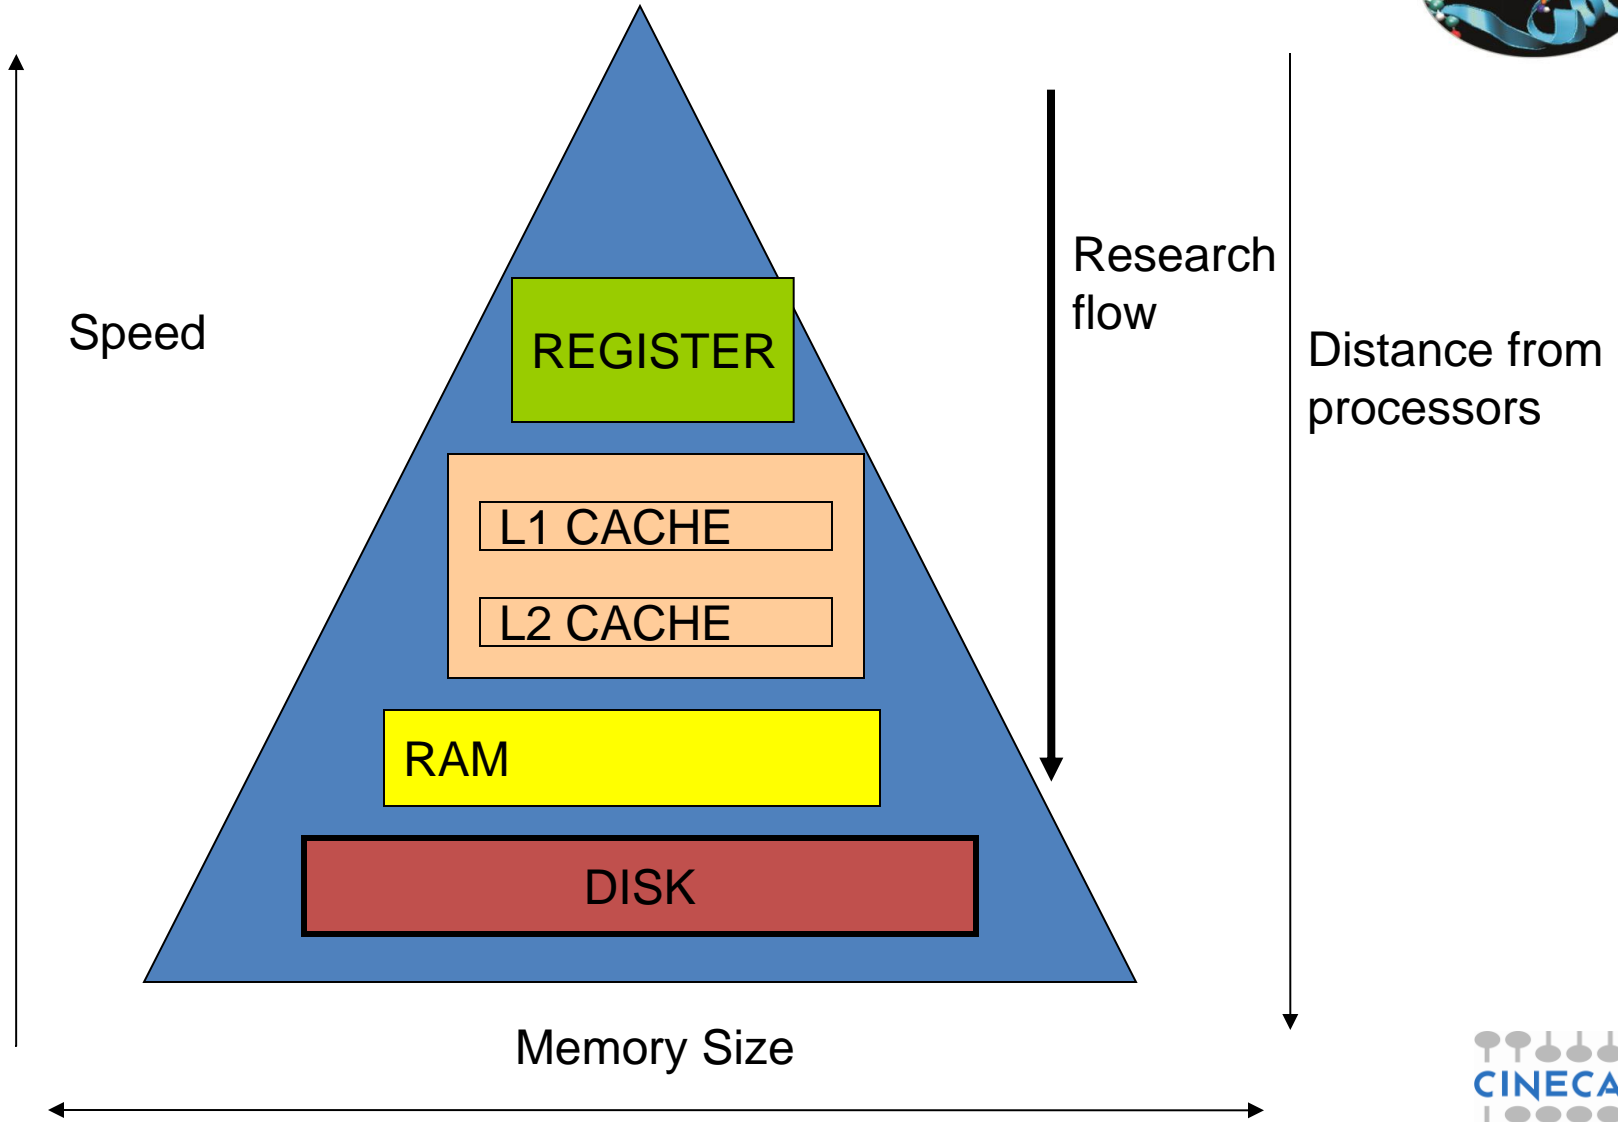 Speed
REGISTER
L1 CACHE
L2 CACHE
RAM
DISK
Memory Size
Research
flow
Distance from
processors
CINECA